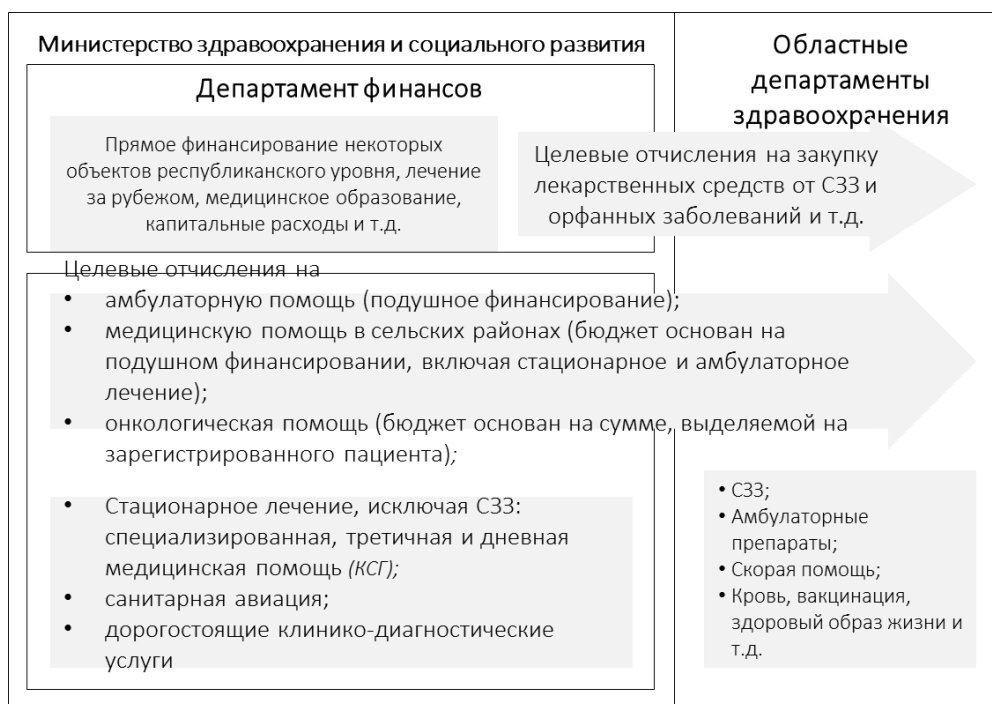 Министерство здравоохранения и социального развития
Департамент финансов
Прямое финансирование некоторых
объектов республиканского уровня, лечение
за рубежом, медицинское образование,
капитальные расходы и т.д.
Областные
департаменты
здравоохранения
Целевые отчисления на закупку
лекарственных средств от СЗЗ и
орфанных заболеваний и т.д.
Целевые отчисления на
• амбулаторную помощь (подушное финансирование);
• медицинскую помощь в сельских районах (бюджет основан на
подушном финансировании, включая стационарное и амбулаторное
лечение);
• онкологическая помощь (бюджет основан на сумме, выделяемой на
зарегистрированного пациента);
• Стационарное лечение, исключая СЗЗ:
специализированная, третичная и дневная
медицинская помощь (КСГ);
• санитарная авиация;
• дорогостоящие клинико-диагностические
услуги
• СЗЗ;
• Амбулаторные
препараты;
• Скорая помощь;
• Кровь, вакцинация,
здоровый образ жизни и
т.д.